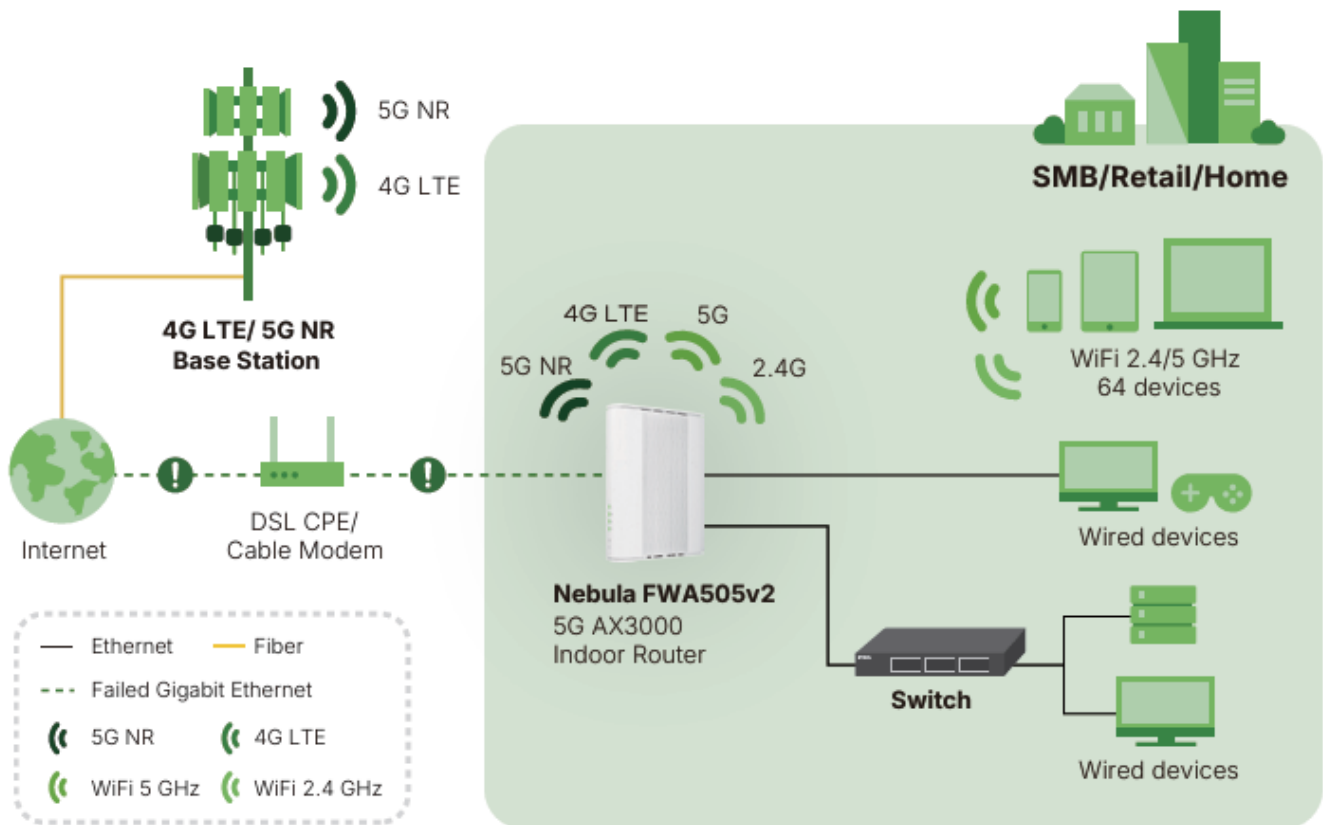 5G NR
4G LTE
4G LTE/ 5G NR
Base Station
SMB/Retail/Home
4G LTE
5G
5G NR
2.4G
WiFi 2.4/5 GHz
64 devices
Internet
DSL CPE/
Cable Modem
Wired devices
Nebula FWA505v2
5G AX3000
Indoor Router
Switch
Wired devices
Ethernet
Fiber
Failed Gigabit Ethernet
5G NR
4G LTE
WiFi 5 GHz
WiFi 2.4 GHz